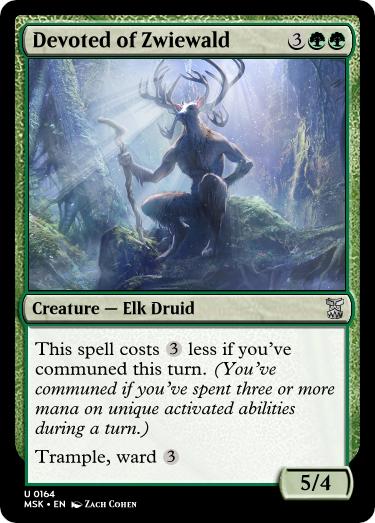 Devoted of Zwiewald 3
Creature — Elk Druid
This spell costs 3 less if you've
communed this turn. (You've
communed if you've spent three or more
mana on unique activated abilities
during a turn.)
Trample, ward 3
5/4
U 0164
MSK • EN Zach Cohen